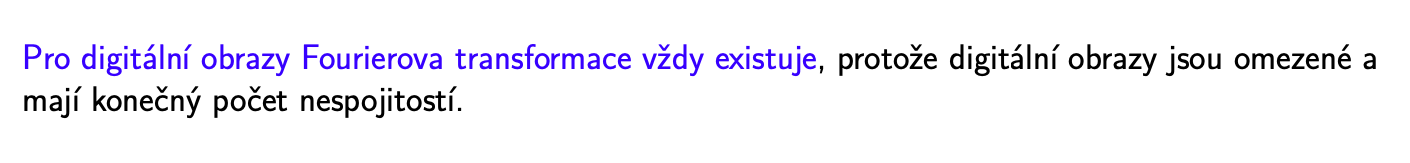 Pro digitální obrazy Fourierova transformace vždy existuje, protože digitální obrazy jsou omezené a
mají konečný počet nespojitostí.